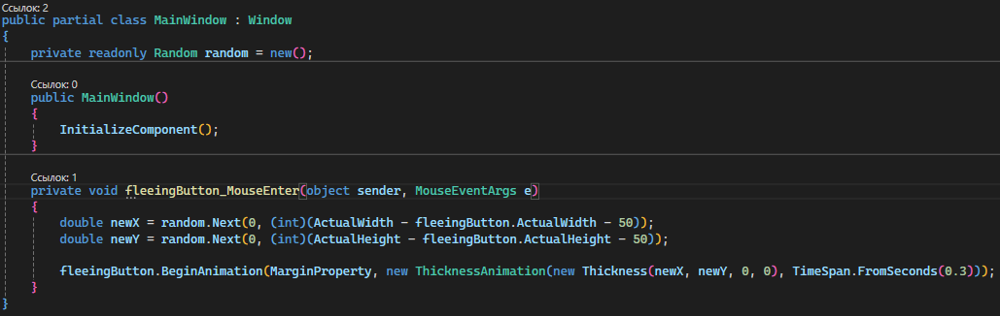 Ссылок: 2
public partial class MainWindow : Window
{
private readonly Random random = new();
Ссылок: 0
public MainWindow()
{
InitializeComponent();
}
Ссылок: 1
private void fleeingButton_MouseEnter(object sender, MouseEventArgs e)
{
double newX = random.Next(0, (int)(ActualWidth - fleeingButton.ActualWidth - 50));
double newY = random.Next(0, (int)(ActualHeight - fleeingButton.ActualHeight - 50));
fleeingButton.BeginAnimation(MarginProperty, new ThicknessAnimation(new Thickness(newX, newY, 0, 0), TimeSpan.FromSeconds(0.3)));
}
}